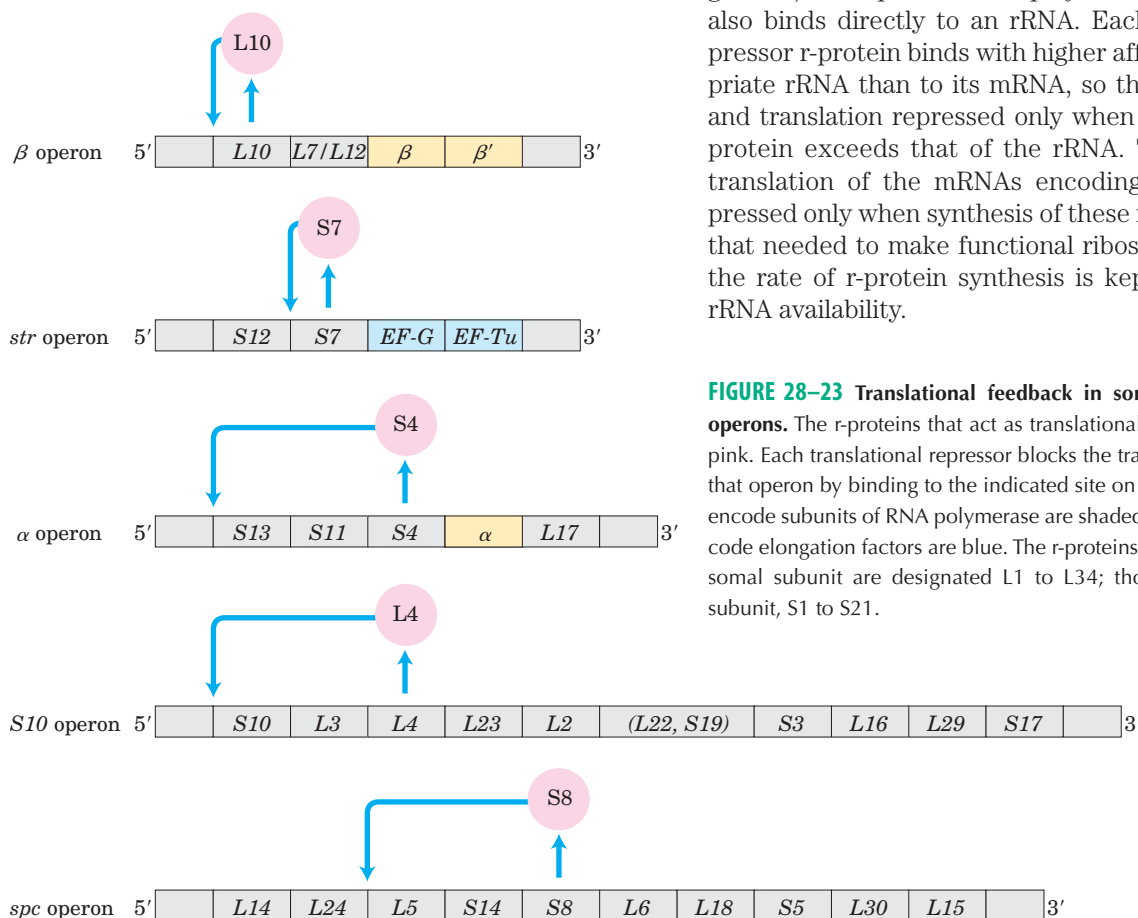 also binds directly to an rRNA. Each
pressor r-protein binds with higher aff
priate rRNA than to its mRNA, so th
and translation repressed only when
protein exceeds that of the rRNA. T
translation of the mRNAs encoding
pressed only when synthesis of these r
that needed to make functional ribos
the rate of r-protein synthesis is kep
rRNA availability.
L10
β operon 5′ L10 L7/L12 β β′ 3′
S7
str operon 5′ S12 S7 EF-G EF-Tu 3′
FIGURE 28–23 Translational feedback in som
operons. The r-proteins that act as translational
pink. Each translational repressor blocks the tra
that operon by binding to the indicated site on
encode subunits of RNA polymerase are shaded
code elongation factors are blue. The r-proteins
somal subunit are designated L1 to L34; tho
subunit, S1 to S21.
S4
α operon 5′ S13 S11 S4 α L17 3′
L4
S10 operon 5′ S10 L3 L4 L23 L2 (L22, S19) S3 L16 L29 S17 3
S8
spc operon 5′ L14 L24 L5 S14 S8 L6 L18 S5 L30 L15 3′